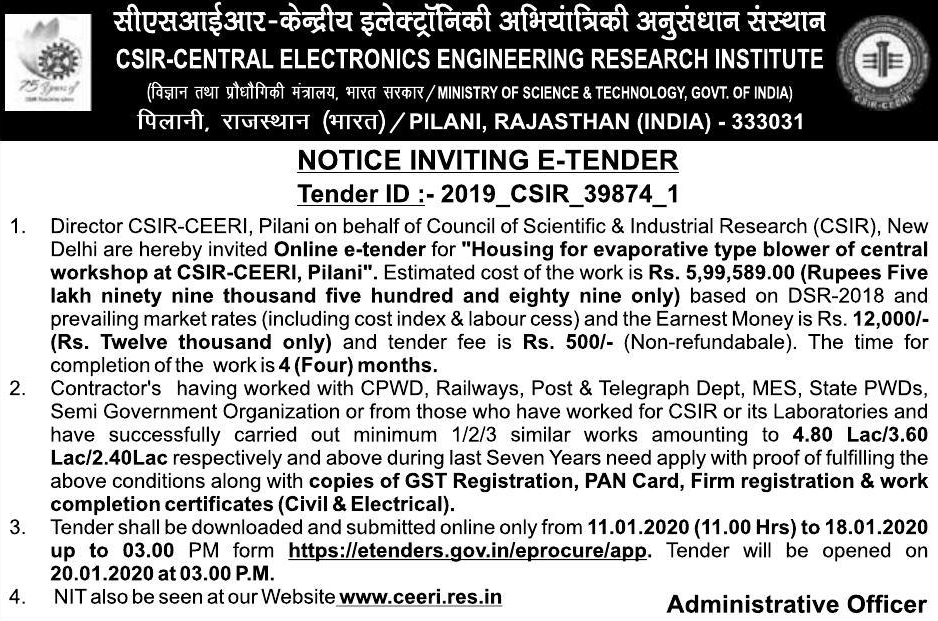 सीएसआईआर-केन्द्रीय इलेक्ट्रॉनिकी अभियांत्रिकी अनुसंधान संस्थान
CSIR-CENTRAL ELECTRONICS ENGINEERING RESEARCH INSTITUTE
(विज्ञान तथा प्रौधौगिकी मंत्रालय, भारत सरकार/MINISTRY OF SCIENCE & TECHNOLOGY, GOVT. OF INDIA)
पिलानी, राजस्थान (भारत)/PILANI, RAJASTHAN (INDIA) - 333031
75 Years of
CSIR-CEERI
NOTICE INVITING E-TENDER
Tender ID :- 2019_CSIR_39874_1
1. Director CSIR-CEERI, Pilani on behalf of Council of Scientific & Industrial Research (CSIR), New
Delhi are hereby invited Online e-tender for "Housing for evaporative type blower of central
workshop at CSIR-CEERI, Pilani". Estimated cost of the work is Rs. 5,99,589.00 (Rupees Five
lakh ninety nine thousand five hundred and eighty nine only) based on DSR-2018 and
prevailing market rates (including cost index & labour cess) and the Earnest Money is Rs. 12,000/-
(Rs. Twelve thousand only) and tender fee is Rs. 500/- (Non-refundabale). The time for
completion of the work is 4 (Four) months.
2. Contractor's having worked with CPWD, Railways, Post & Telegraph Dept, MES, State PWDs,
Semi Government Organization or from those who have worked for CSIR or its Laboratories and
have successfully carried out minimum 1/2/3 similar works amounting to 4.80 Lac/3.60
Lac/2.40Lac respectively and above during last Seven Years need apply with proof of fulfilling the
above conditions along with copies of GST Registration, PAN Card, Firm registration & work
completion certificates (Civil & Electrical).
3. Tender shall be downloaded and submitted online only from 11.01.2020 (11.00 Hrs) to 18.01.2020
up to 03.00 PM form https://etenders.gov.in/eprocure/app. Tender will be opened on
20.01.2020 at 03.00 P.M.
4. NIT also be seen at our Website www.ceeri.res.in
Administrative Officer